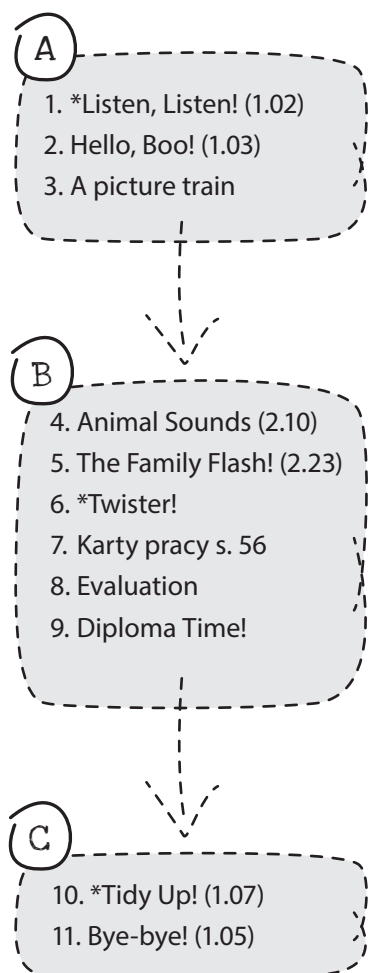 A
1. *Listen, Listen! (1.02)
2. Hello, Boo! (1.03)
3. A picture train
B
4. Animal Sounds (2.10)
5. The Family Flash! (2.23)
6. *Twister!
7. Karty pracy s. 56
8. Evaluation
9. Diploma Time!
C
10. *Tidy Up! (1.07)
11. Bye-bye! (1.05)